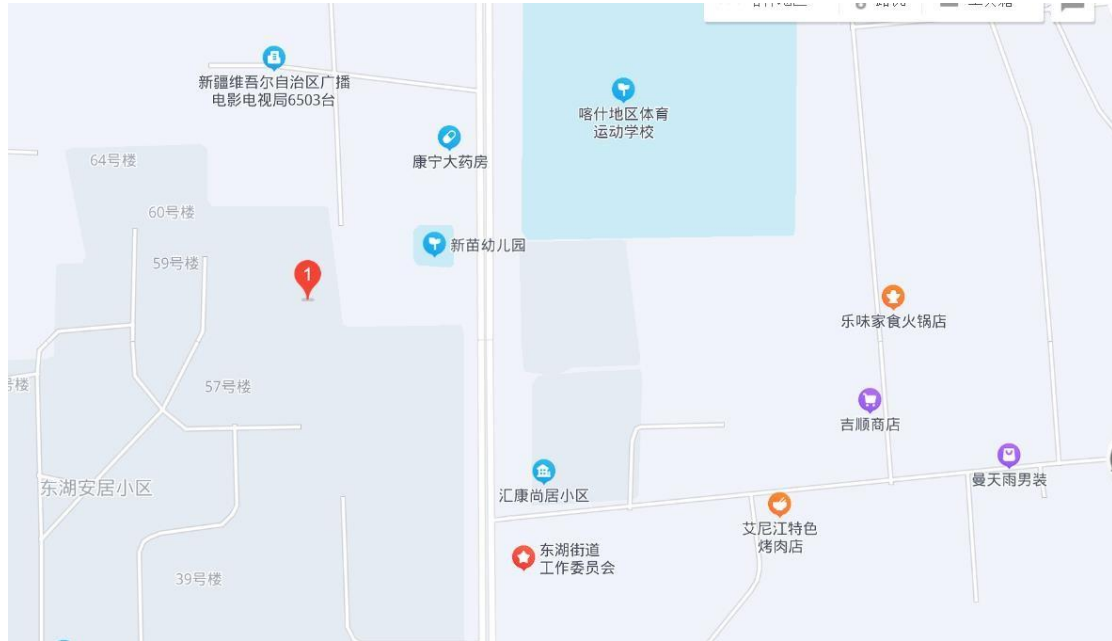 新疆维吾尔自治区广播
电影电视局6503台
喀什地区体育
运动学校
64号楼
康宁大药房
60号楼
新苗幼儿园
59号楼
1
乐味家食火锅店
号楼
57号楼
吉顺商店
东湖安居小区
汇康尚居小区
曼天雨男装
艾尼江特色
烤肉店
东湖街道
工作委员会
39号楼